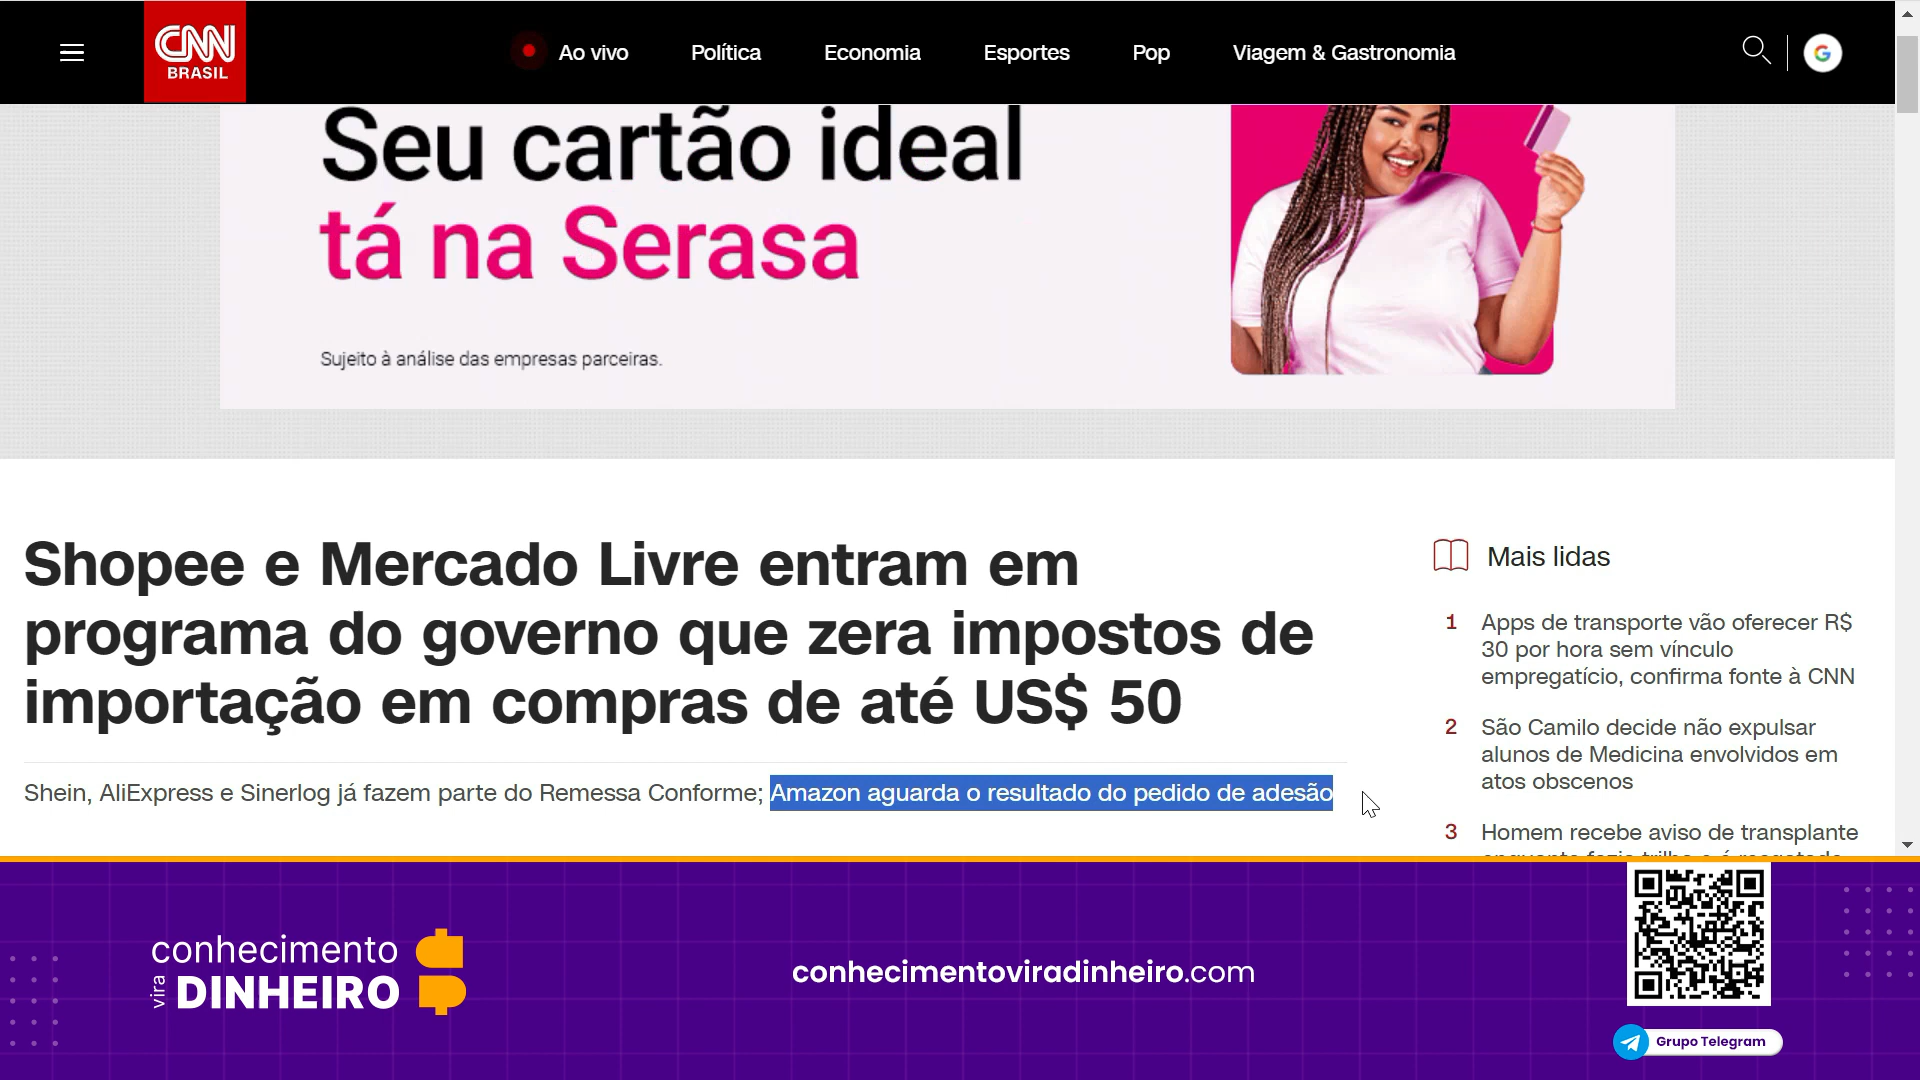 CNN
BRASIL
Ao vivo
Política
Economia
Esportes
Pop
Viagem & Gastronomia
G
Seu cartão ideal
tá na Serasa
Sujeito à análise das empresas parceiras.
Shopee e Mercado Livre entram em
programa do governo que zera impostos de
importação em compras de até US$ 50
Shein, AliExpress e Sinerlog já fazem parte do Remessa Conforme; Amazon aguarda o resultado do pedido de adesão
Mais lidas
1 Apps de transporte vão oferecer R$
30 por hora sem vínculo
empregatício, confirma fonte à CNN
2 São Camilo decide não expulsar
alunos de Medicina envolvidos em
atos obscenos
3 Homem recebe aviso de transplante
conhecimento
vira DINHEIRO
conhecimentoviradinheiro.com
Grupo Telegram